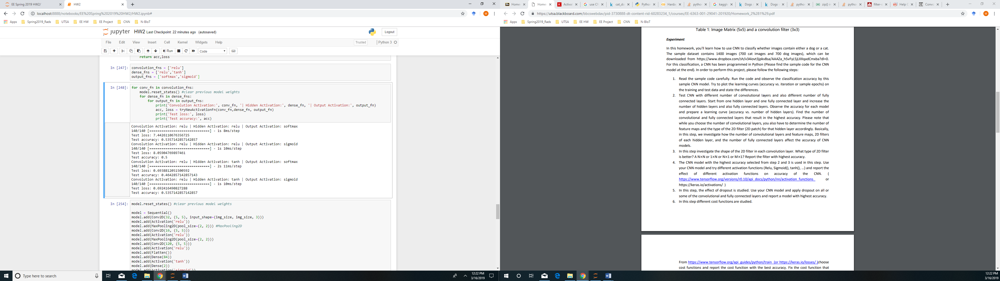 EE Spring 2019 HW2/
HW2
localhost:8888/notebooks/EE%20Spring%202019%20HW2/HW2.ipynb#
Apps Spring2019_Rads UTSA EE HW EE Project CNN N-BIoT
jupyter HW2 Last Checkpoint: 22 minutes ago (autosaved)
Logout
File Edit View Insert Cell Kernel Widgets Help
Trusted
Python 3
Run
Code
return acc,loss
In [247]:
convolution_fns = ['relu']
dense_fns = ['relu','tanh']
output_fns = ['softmax','sigmoid']
In [248]:
for conv_fn in convolution_fns:
model.reset_states() #clear previous model weights
for dense_fn in dense_fns:
for output_fn in output_fns:
print('Convolution Activation:', conv_fn, '| Hidden Activation:', dense_fn, '| Output Activation:', output_fn)
acc, loss = tryNewActivationFn(conv_fn,dense_fn, output_fn)
print('Test loss:', loss)
print('Test accuracy:', acc)
Convolution Activation: relu | Hidden Activation: relu | Output Activation: softmax
140/140 [==============================] - 1s 8ms/step
Test loss: 7.4426110676356725
Test accuracy: 0.5357142857142857
Convolution Activation: relu | Hidden Activation: relu | Output Activation: sigmoid
140/140 [==============================] - 1s 10ms/step
Test loss: 8.05904769897461
Test accuracy: 0.5
Convolution Activation: relu | Hidden Activation: tanh | Output Activation: softmax
140/140 [==============================] - 2s 11ms/step
Test loss: 0.6938812051500592
Test accuracy: 0.4642857142857143
Convolution Activation: relu | Hidden Activation: tanh | Output Activation: sigmoid
140/140 [==============================] - 1s 10ms/step
Test loss: 0.692416490827288
Test accuracy: 0.5357142857142857
In [254]:
model.reset_states() #clear previous model weights
model = Sequential()
model.add(Conv2D(32, (5, 5), input_shape=(img_size, img_size, 3)))
model.add(Activation('relu'))
model.add(MaxPooling2D(pool_size=(2, 2))) #MaxPooling2D
model.add(Conv2D(16, (5, 5)))
model.add(Activation('relu'))
model.add(MaxPooling2D(pool_size=(2, 2)))
model.add(Conv2D(120, (5, 5)))
model.add(Activation('relu'))
model.add(Flatten())
model.add(Dense(84))
model.add(Activation('tanh'))
model.add(Dense(2))
model.add(Activation('sigmoid'))
Type here to search
12:22 PM
3/16/2019
Home Home Activat use C cat_do Python Harda pytho kaggle Dogs Dogs pytho zip() in pytho filter-s Help C Convo
https://utsa.blackboard.com/bbcswebdav/pid-3730888-dt-content-rid-60283234_1/courses/EE-6363-001-29041-201920/Homework_2%281%29.pdf
Apps Spring2019_Rads UTSA EE HW EE Project CNN N-BIoT
Table 1: Image Matrix (5x5) and a convolution filter (3x3)
Experiment
In this homework, you'll learn how to use CNN to classify whether images contain either a dog or a cat.
The sample dataset contains 1400 images (700 cat images and 700 dog images), which can be
downloaded from https://www.dropbox.com/sh/v34iovt3jpkv8sa/AAAZa_h5vFyL5jLXXqadCmxba?dl=0.
For this classification, a CNN has been programmed in Python (Please find the sample code for the CNN
model at the end). In order to perform this project, please follow the following steps:
1. Read the sample code carefully. Run the code and observe the classification accuracy by this
sample CNN model. Try to plot the learning curves (accuracy vs. iteration or sample epochs) on
the training and test data and state the differences.
2. Test CNN with different number of convolutional layers and also different number of fully
connected layers. Start from one hidden layer and one fully connected layer and increase the
number of hidden layers and also fully connected layers. Observe the accuracy for each model
and prepare a learning curve (accuracy vs. number of hidden layers). Find the number of
convolutional and fully connected layers that result in the highest accuracy. Please note that
while you choose the number of convolutional layers, you also have to determine the number of
feature maps and the type of the 2D filter (2D patch) for that hidden layer accordingly. Basically,
in this step, we investigate how the number of convolutional layers and feature maps, 2D filters
of each hidden layer, and the number of fully connected layers affect the accuracy of CNN
models.
3. In this step investigate the shape of the 2D filter in each convolution layer. What type of 2D filter
is better? A N×N or 1×N or N×1 or M×1? Report the filter with highest accuracy.
4. The CNN model with the highest accuracy selected from step 2 and 3 is used in this step. Use
your CNN model and try different activation functions (Relu, Sigmoid(), tanh(), …) and report the
effect of different activation functions on accuracy of the CNN. (
https://www.tensorflow.org/versions/r0.10/api_docs/python/nn/activation_functions_ or
https://keras.io/activations/ )
5. In this step, the effect of dropout is studied. Use your CNN model and apply dropout on all or
some of the convolutional and fully connected layers and report a model with highest accuracy.
6. In this step different cost functions are studied.
From https://www.tensorflow.org/api_guides/python/train (or https://keras.io/losses/ )choose
cost functions and report the cost function with the best accuracy. Fix the cost function that
12:22 PM
3/16/2019